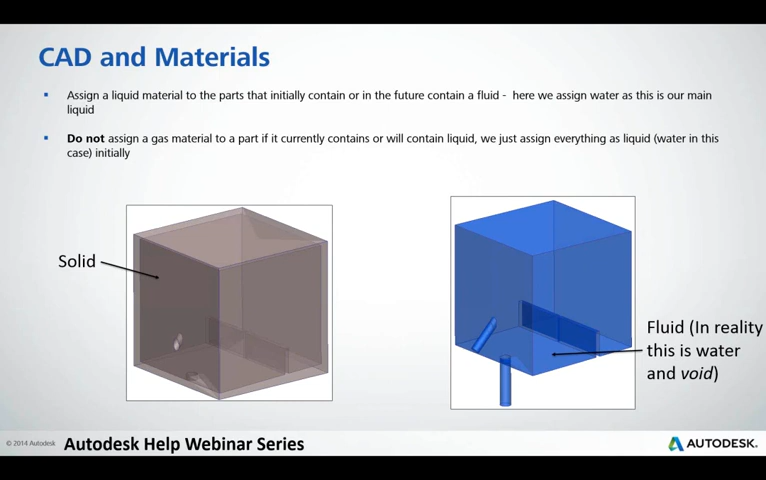 CAD and Materials
Assign a liquid material to the parts that initially contain or in the future contain a fluid - here we assign water as this is our main
liquid
Do not assign a gas material to a part if it currently contains or will contain liquid, we just assign everything as liquid (water in this
case) initially
Solid
Fluid (In reality
this is water
and void)
© 2014 Autodesk
Autodesk Help Webinar Series
AUTODESK.